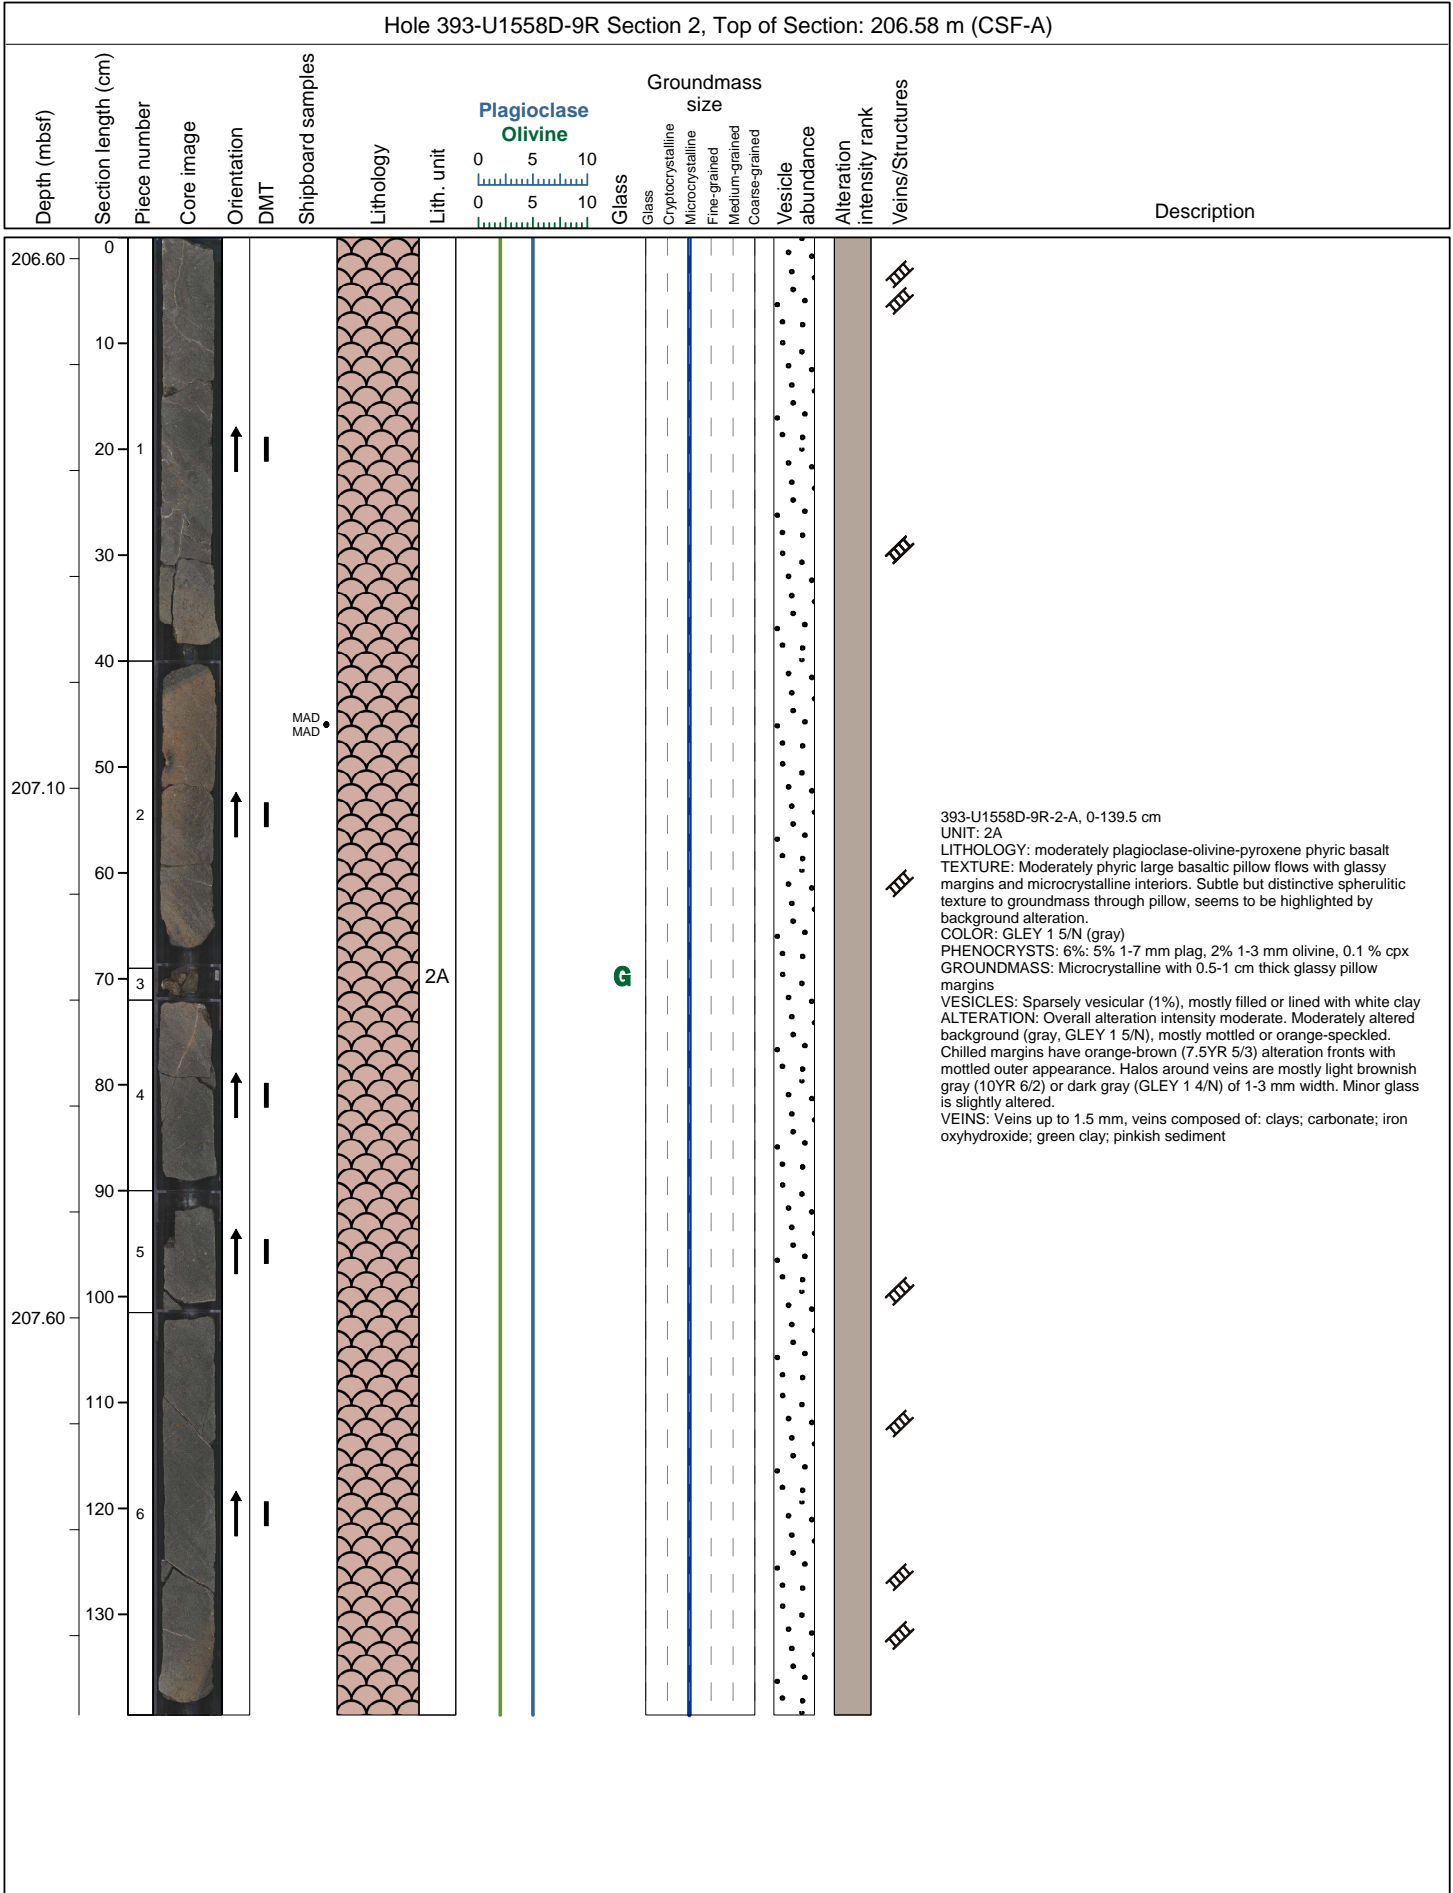 Hole 393-U1558D-9R Section 2, Top of Section: 206.58 m (CSF-A)
Depth (mbsf)
Section length (cm)
Piece number
Core image
Orientation
DMT
Shipboard samples
Lithology
Lith. unit
Plagioclase
Olivine
0 5 10
0 5 10
Glass
Groundmass
size
Glass
Cryptocrystalline
Microcrystalline
Fine-grained
Medium-grained
Coarse-grained
Vesicle
abundance
Alteration
intensity rank
Veins/Structures
Description
206.60
207.10
207.60
0
10
20
30
40
50
60
70
80
90
100
110
120
130
1
2
3
4
5
6
MAD
MAD
2A
G
393-U1558D-9R-2-A, 0-139.5 cm
UNIT: 2A
LITHOLOGY: moderately plagioclase-olivine-pyroxene phyric basalt
TEXTURE: Moderately phyric large basaltic pillow flows with glassy
margins and microcrystalline interiors. Subtle but distinctive spherulitic
texture to groundmass through pillow, seems to be highlighted by
background alteration.
COLOR: GLEY 1 5/N (gray)
PHENOCRYSTS: 6%: 5% 1-7 mm plag, 2% 1-3 mm olivine, 0.1 % cpx
GROUNDMASS: Microcrystalline with 0.5-1 cm thick glassy pillow
margins
VESICLES: Sparsely vesicular (1%), mostly filled or lined with white clay
ALTERATION: Overall alteration intensity moderate. Moderately altered
background (gray, GLEY 1 5/N), mostly mottled or orange-speckled.
Chilled margins have orange-brown (7.5YR 5/3) alteration fronts with
mottled outer appearance. Halos around veins are mostly light brownish
gray (10YR 6/2) or dark gray (GLEY 1 4/N) of 1-3 mm width. Minor glass
is slightly altered.
VEINS: Veins up to 1.5 mm, veins composed of: clays; carbonate; iron
oxyhydroxide; green clay; pinkish sediment